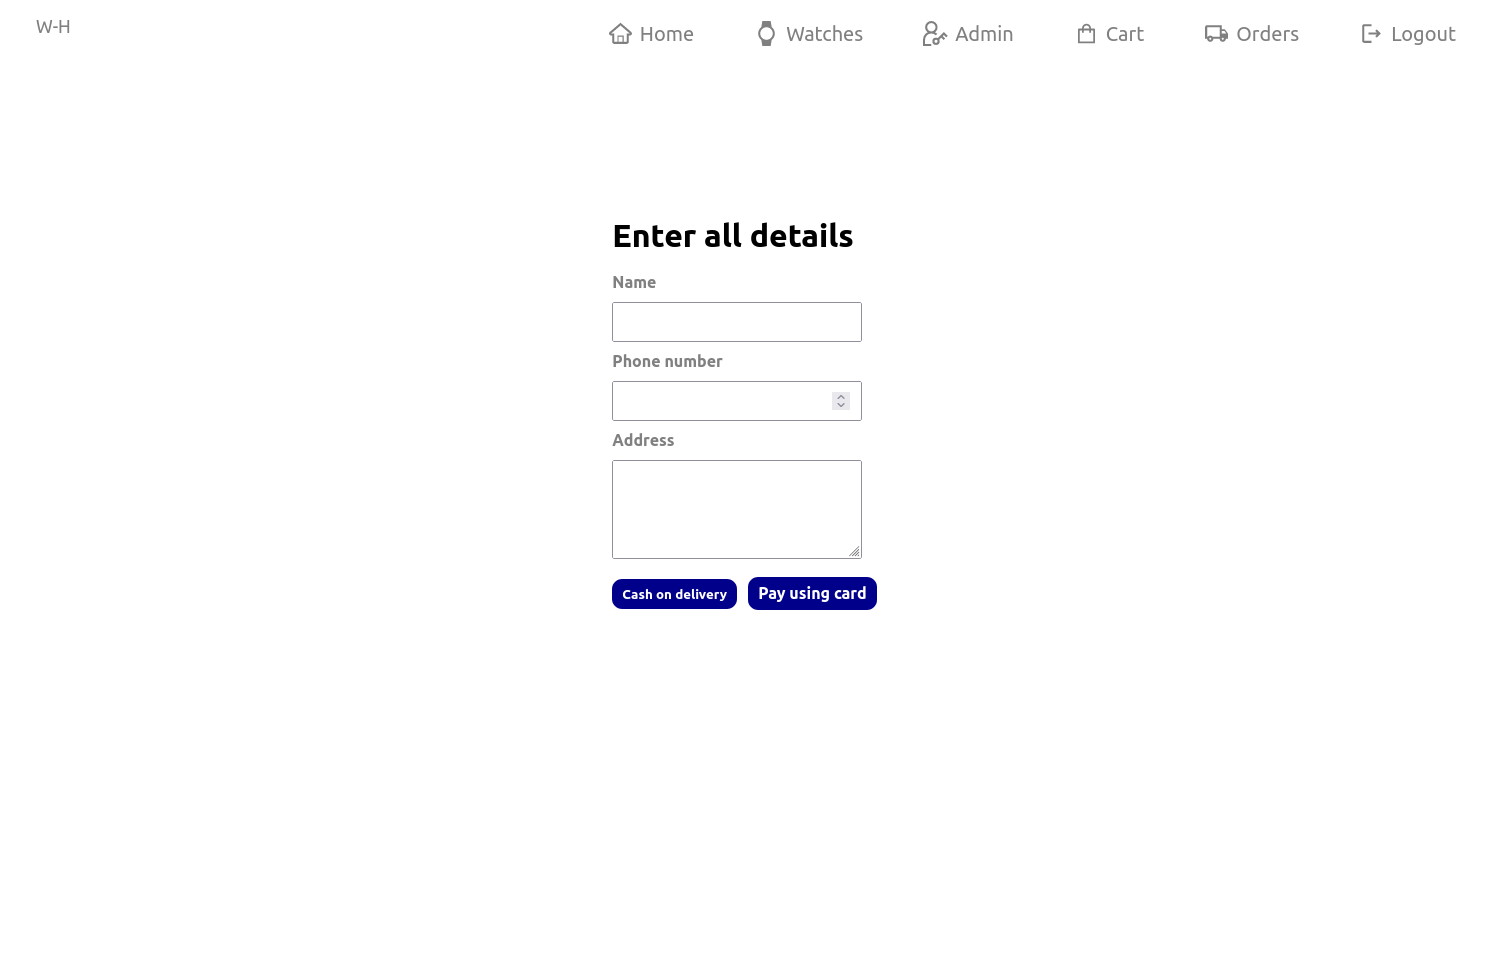 W-H
Home Watches Admin Cart Orders Logout
Enter all details
Name
Phone number
Address
Cash on delivery Pay using card